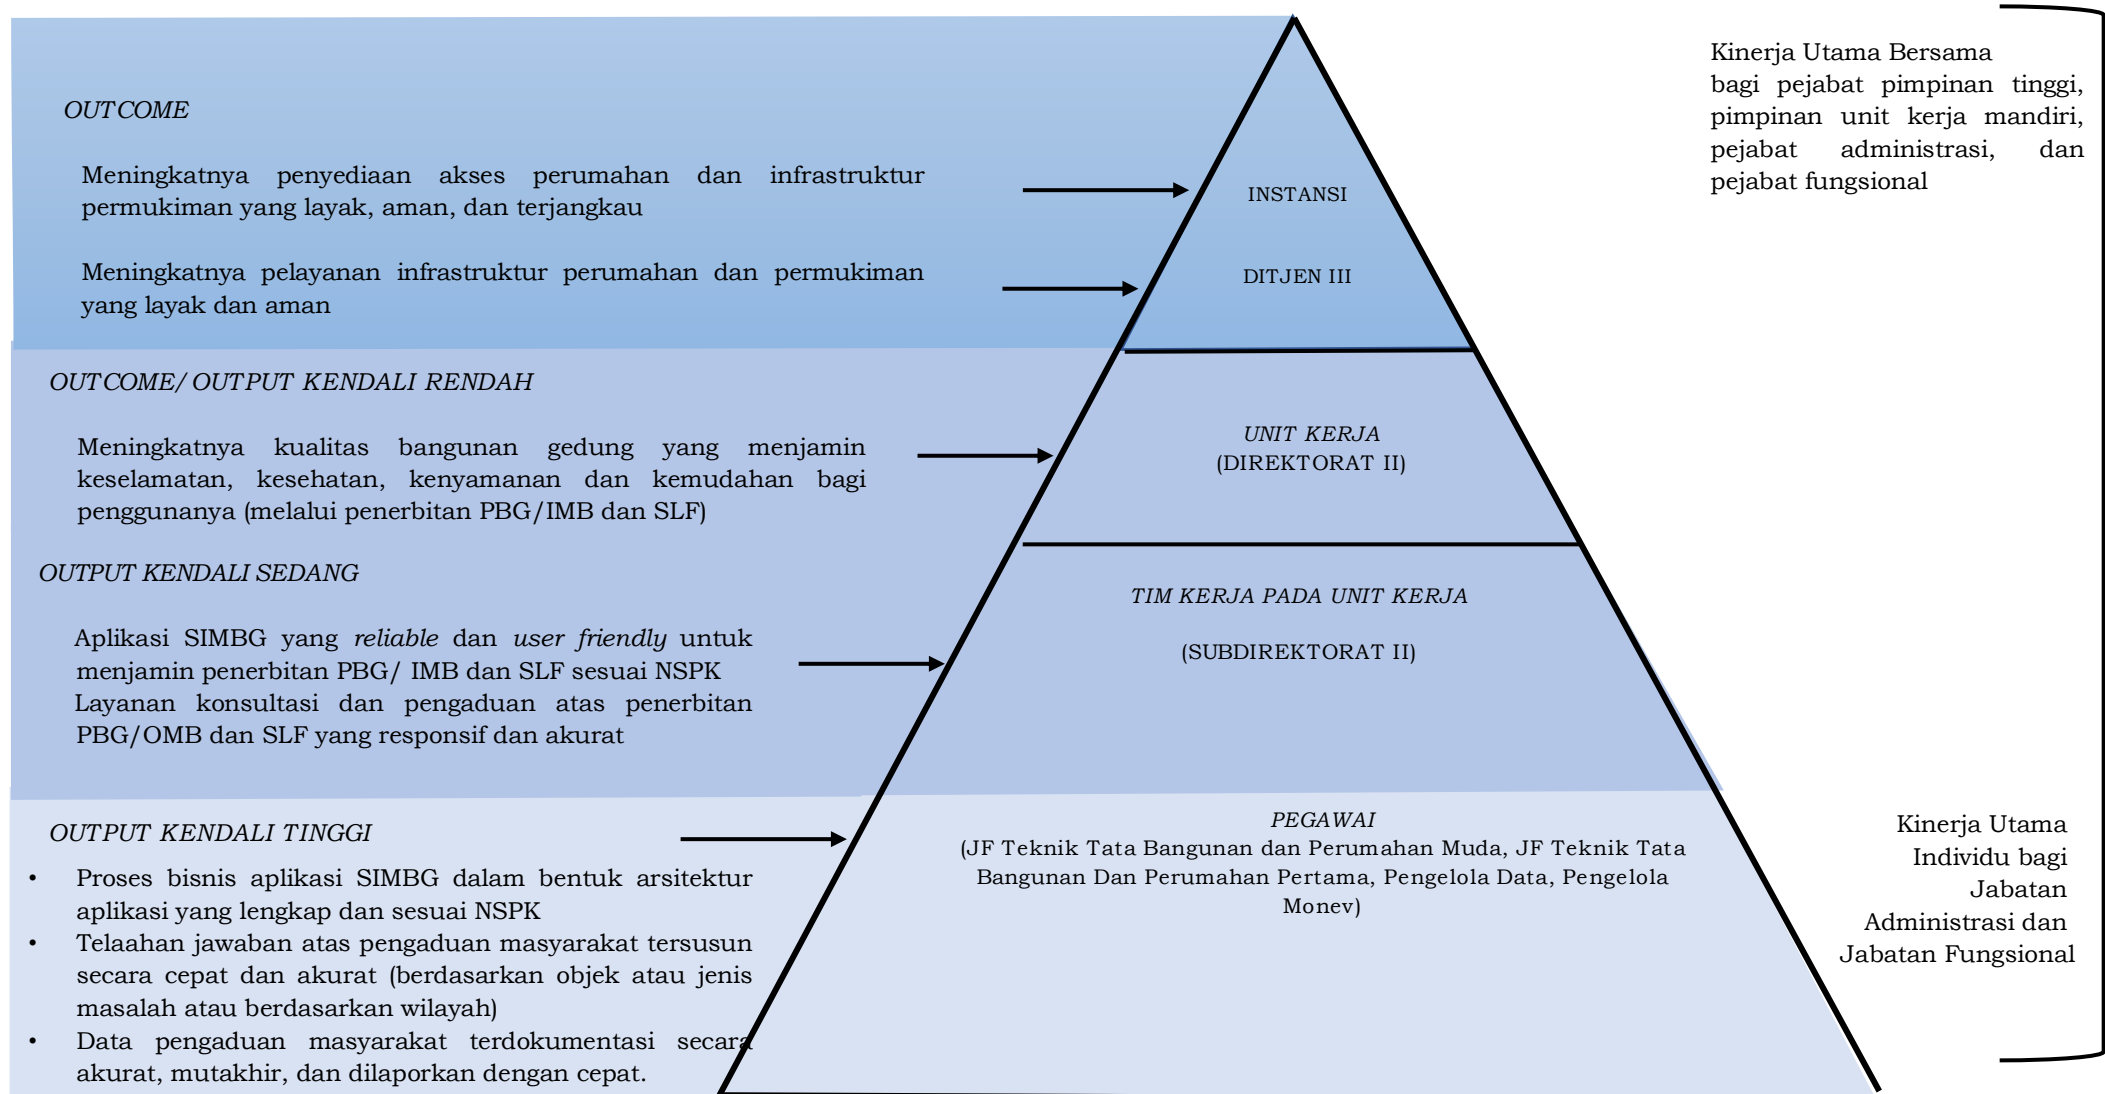 OUTCOME
Meningkatnya penyediaan akses perumahan dan infrastruktur
permukiman yang layak, aman, dan terjangkau
Meningkatnya pelayanan infrastruktur perumahan dan permukiman
yang layak dan aman
INSTANSI
DITJEN III
Kinerja Utama Bersama
bagi pejabat pimpinan tinggi,
pimpinan unit kerja mandiri,
pejabat administrasi, dan
pejabat fungsional
OUTCOME/ OUTPUT KENDALI RENDAH
Meningkatnya kualitas bangunan gedung yang menjamin
keselamatan, kesehatan, kenyamanan dan kemudahan bagi
penggunanya (melalui penerbitan PBG/IMB dan SLF)
UNIT KERJA
(DIREKTORAT II)
OUTPUT KENDALI SEDANG
Aplikasi SIMBG yang reliable dan user friendly untuk
menjamin penerbitan PBG/ IMB dan SLF sesuai NSPK
Layanan konsultasi dan pengaduan atas penerbitan
PBG/OMB dan SLF yang responsif dan akurat
TIM KERJA PADA UNIT KERJA
(SUBDIREKTORAT II)
OUTPUT KENDALI TINGGI
• Proses bisnis aplikasi SIMBG dalam bentuk arsitektur
aplikasi yang lengkap dan sesuai NSPK
• Telaahan jawaban atas pengaduan masyarakat tersusun
secara cepat dan akurat (berdasarkan objek atau jenis
masalah atau berdasarkan wilayah)
• Data pengaduan masyarakat terdokumentasi secara
akurat, mutakhir, dan dilaporkan dengan cepat.
PEGAWAI
(JF Teknik Tata Bangunan dan Perumahan Muda, JF Teknik Tata
Bangunan Dan Perumahan Pertama, Pengelola Data, Pengelola
Monev)
Kinerja Utama
Individu bagi
Jabatan
Administrasi dan
Jabatan Fungsional